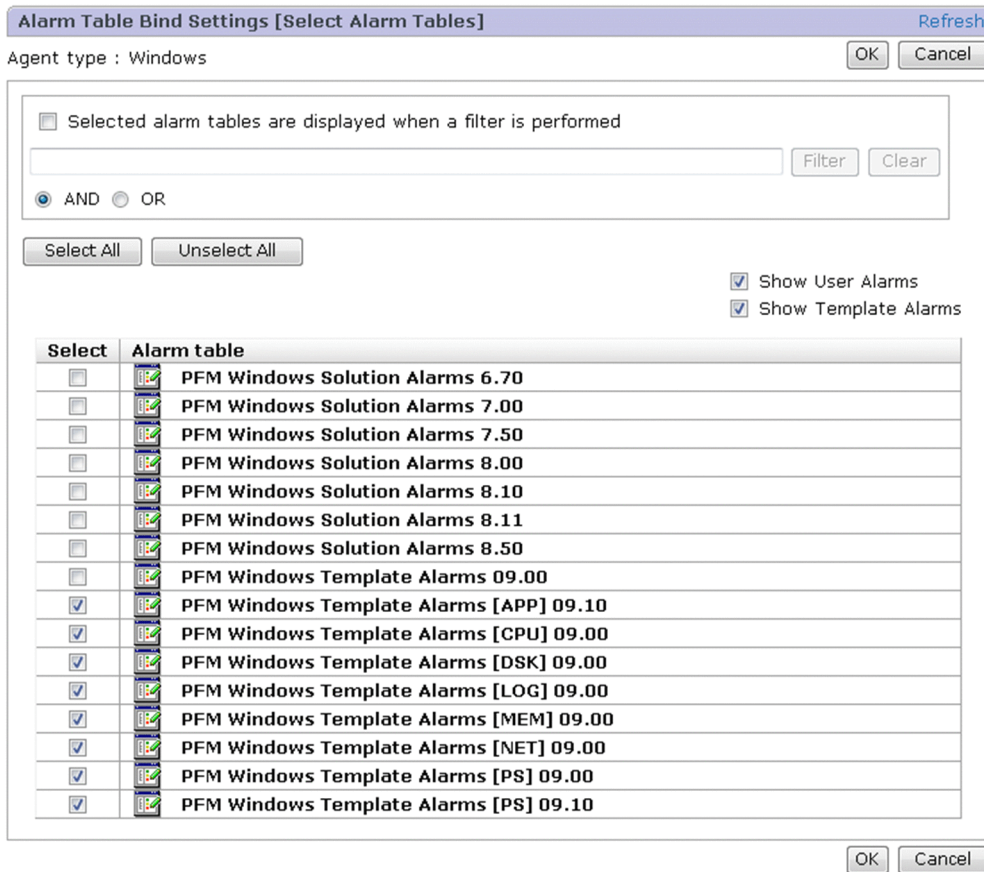 Alarm Table Bind Settings [Select Alarm Tables] Refresh
Agent type : Windows OK Cancel
Selected alarm tables are displayed when a filter is performed
Filter Clear
AND OR
Select All Unselect All
Show User Alarms
Show Template Alarms
Select Alarm table
PFM Windows Solution Alarms 6.70
PFM Windows Solution Alarms 7.00
PFM Windows Solution Alarms 7.50
PFM Windows Solution Alarms 8.00
PFM Windows Solution Alarms 8.10
PFM Windows Solution Alarms 8.11
PFM Windows Solution Alarms 8.50
PFM Windows Template Alarms 09.00
PFM Windows Template Alarms [APP] 09.10
PFM Windows Template Alarms [CPU] 09.00
PFM Windows Template Alarms [DSK] 09.00
PFM Windows Template Alarms [LOG] 09.00
PFM Windows Template Alarms [MEM] 09.00
PFM Windows Template Alarms [NET] 09.00
PFM Windows Template Alarms [PS] 09.00
PFM Windows Template Alarms [PS] 09.10
OK Cancel